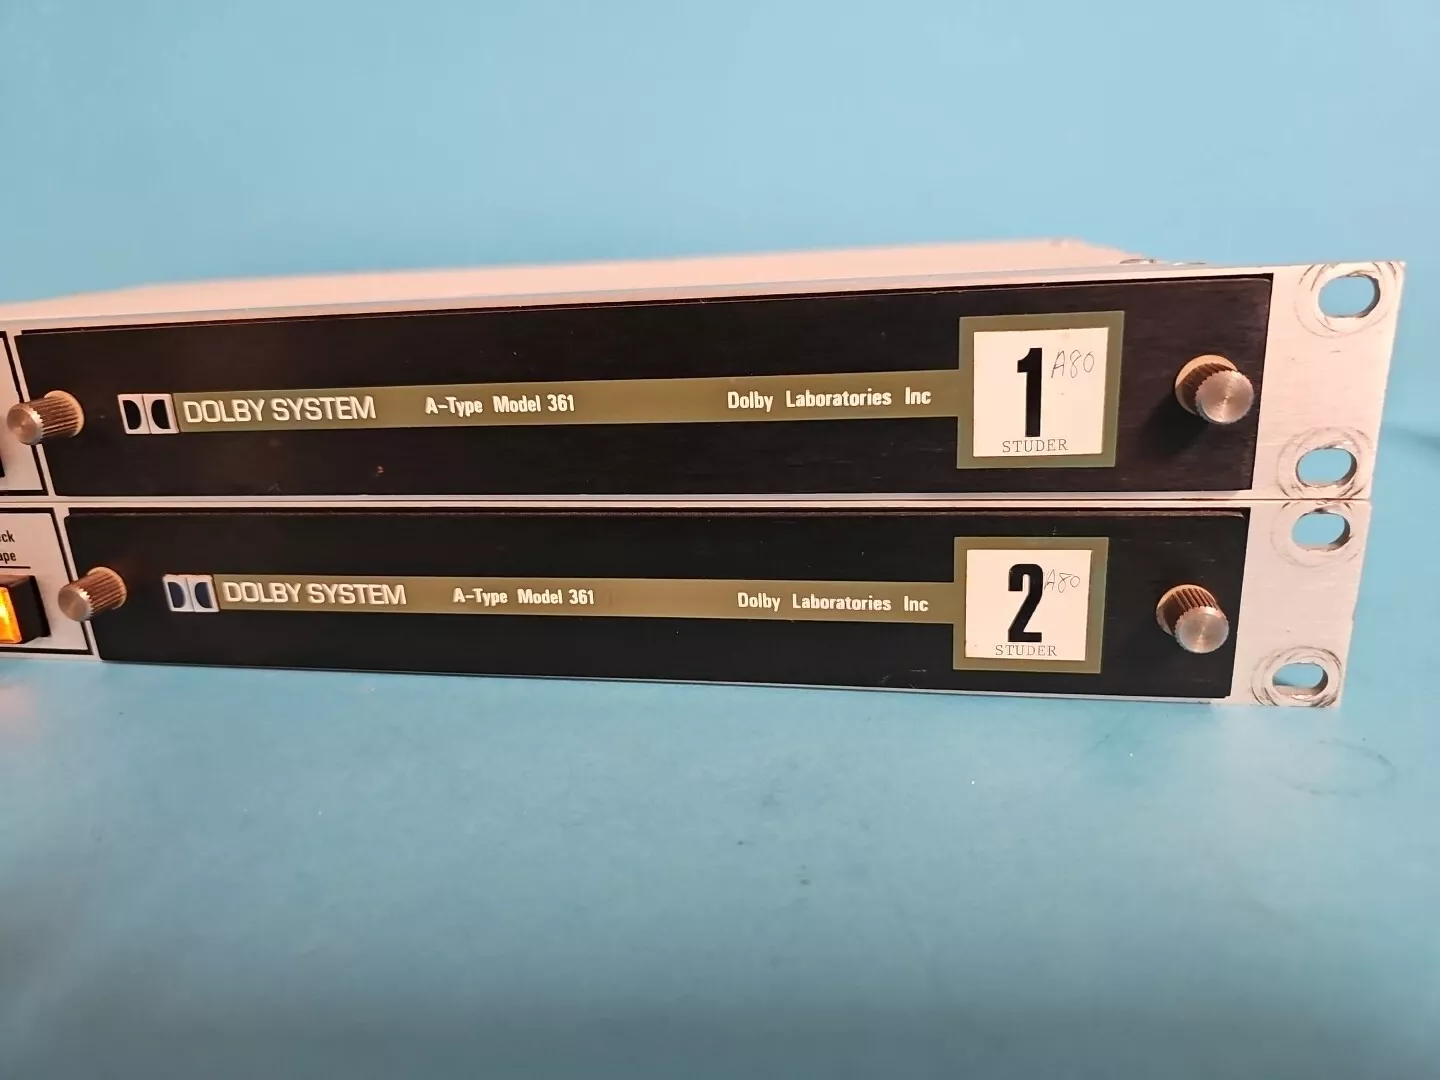 DOLBY SYSTEM A-Type Model 361 Dolby Laboratories Inc
1 A80
STUDER
DOLBY SYSTEM A-Type Model 361 Dolby Laboratories Inc
2 A80
STUDER